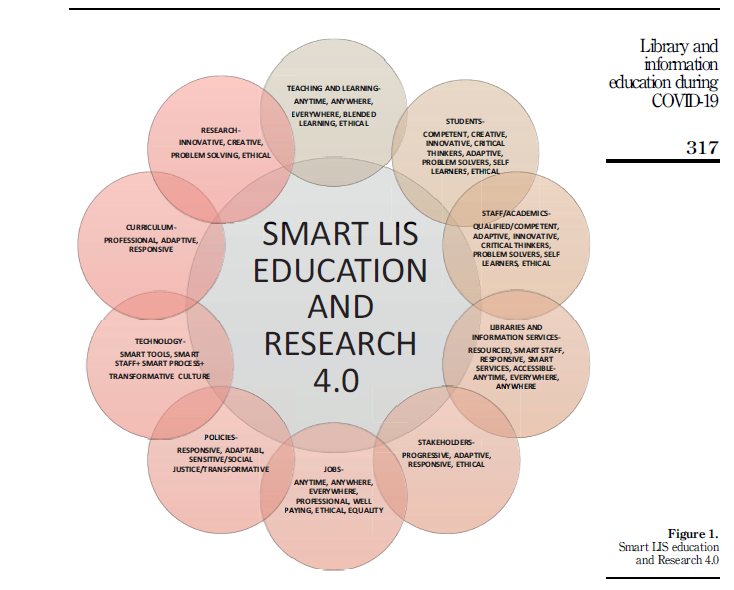 Library and
information
education during
COVID-19
317
TEACHING AND LEARNING-
ANYTIME, ANYWHERE,
EVERYWHERE, BLENDED
LEARNING, ETHICAL
STUDENTS-
COMPETENT, CREATIVE,
INNOVATIVE, CRITICAL
THINKERS, ADAPTIVE,
PROBLEM SOLVERS, SELF
LEARNERS, ETHICAL
STAFF/ACADEMICS-
QUALIFIED/COMPETENT,
ADAPTIVE, INNOVATIVE,
CRITICAL THINKERS,
PROBLEM SOLVERS, SELF
LEARNERS, ETHICAL
LIBRARIES AND
INFORMATION SERVICES-
RESOURCED, SMART STAFF,
RESPONSIVE, SMART
SERVICES, ACCESSIBLE-
ANYTIME, EVERYWHERE,
ANYWHERE
STAKEHOLDERS-
PROGRESSIVE, ADAPTIVE,
RESPONSIVE, ETHICAL
JOBS-
ANYTIME, ANYWHERE,
EVERYWHERE,
PROFESSIONAL, WELL
PAYING, ETHICAL, EQUALITY
POLICIES-
RESPONSIVE, ADAPTABL,
SENSITIVE/SOCIAL
JUSTICE/TRANSFORMATIVE
TECHNOLOGY-
SMART TOOLS, SMART
STAFF+ SMART PROCESS+
TRANSFORMATIVE CULTURE
CURRICULUM-
PROFESSIONAL, ADAPTIVE,
RESPONSIVE
RESEARCH-
INNOVATIVE, CREATIVE,
PROBLEM SOLVING, ETHICAL
SMART LIS
EDUCATION
AND
RESEARCH
4.0
Figure 1.
Smart LIS education
and Research 4.0